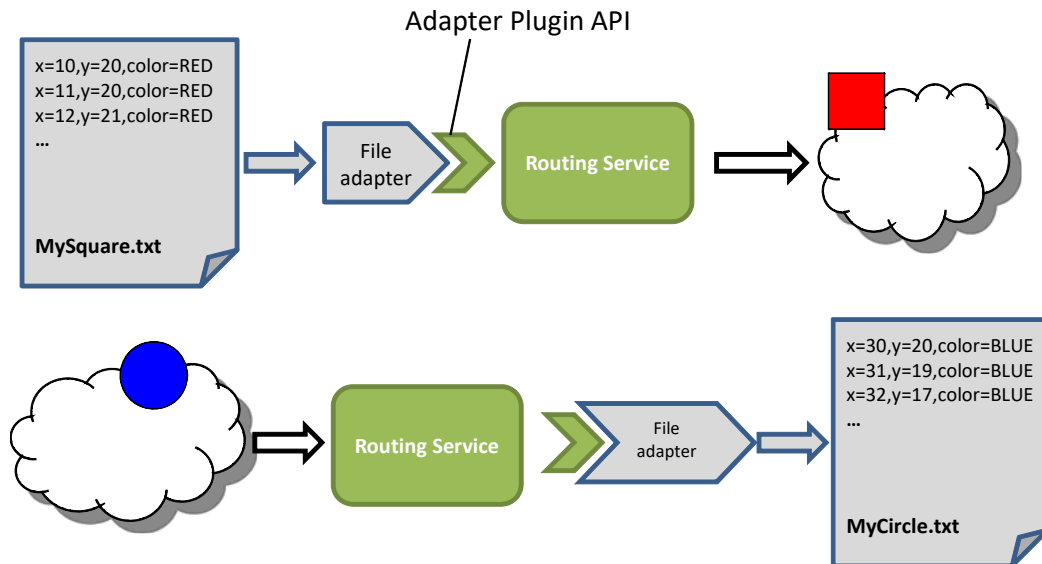 Adapter Plugin API
x=10,y=20,color=RED
x=11,y=20,color=RED
x=12,y=21,color=RED
...
MySquare.txt
File
adapter
Routing Service
Routing Service
File
adapter
x=30,y=20,color=BLUE
x=31,y=19,color=BLUE
x=32,y=17,color=BLUE
...
MyCircle.txt